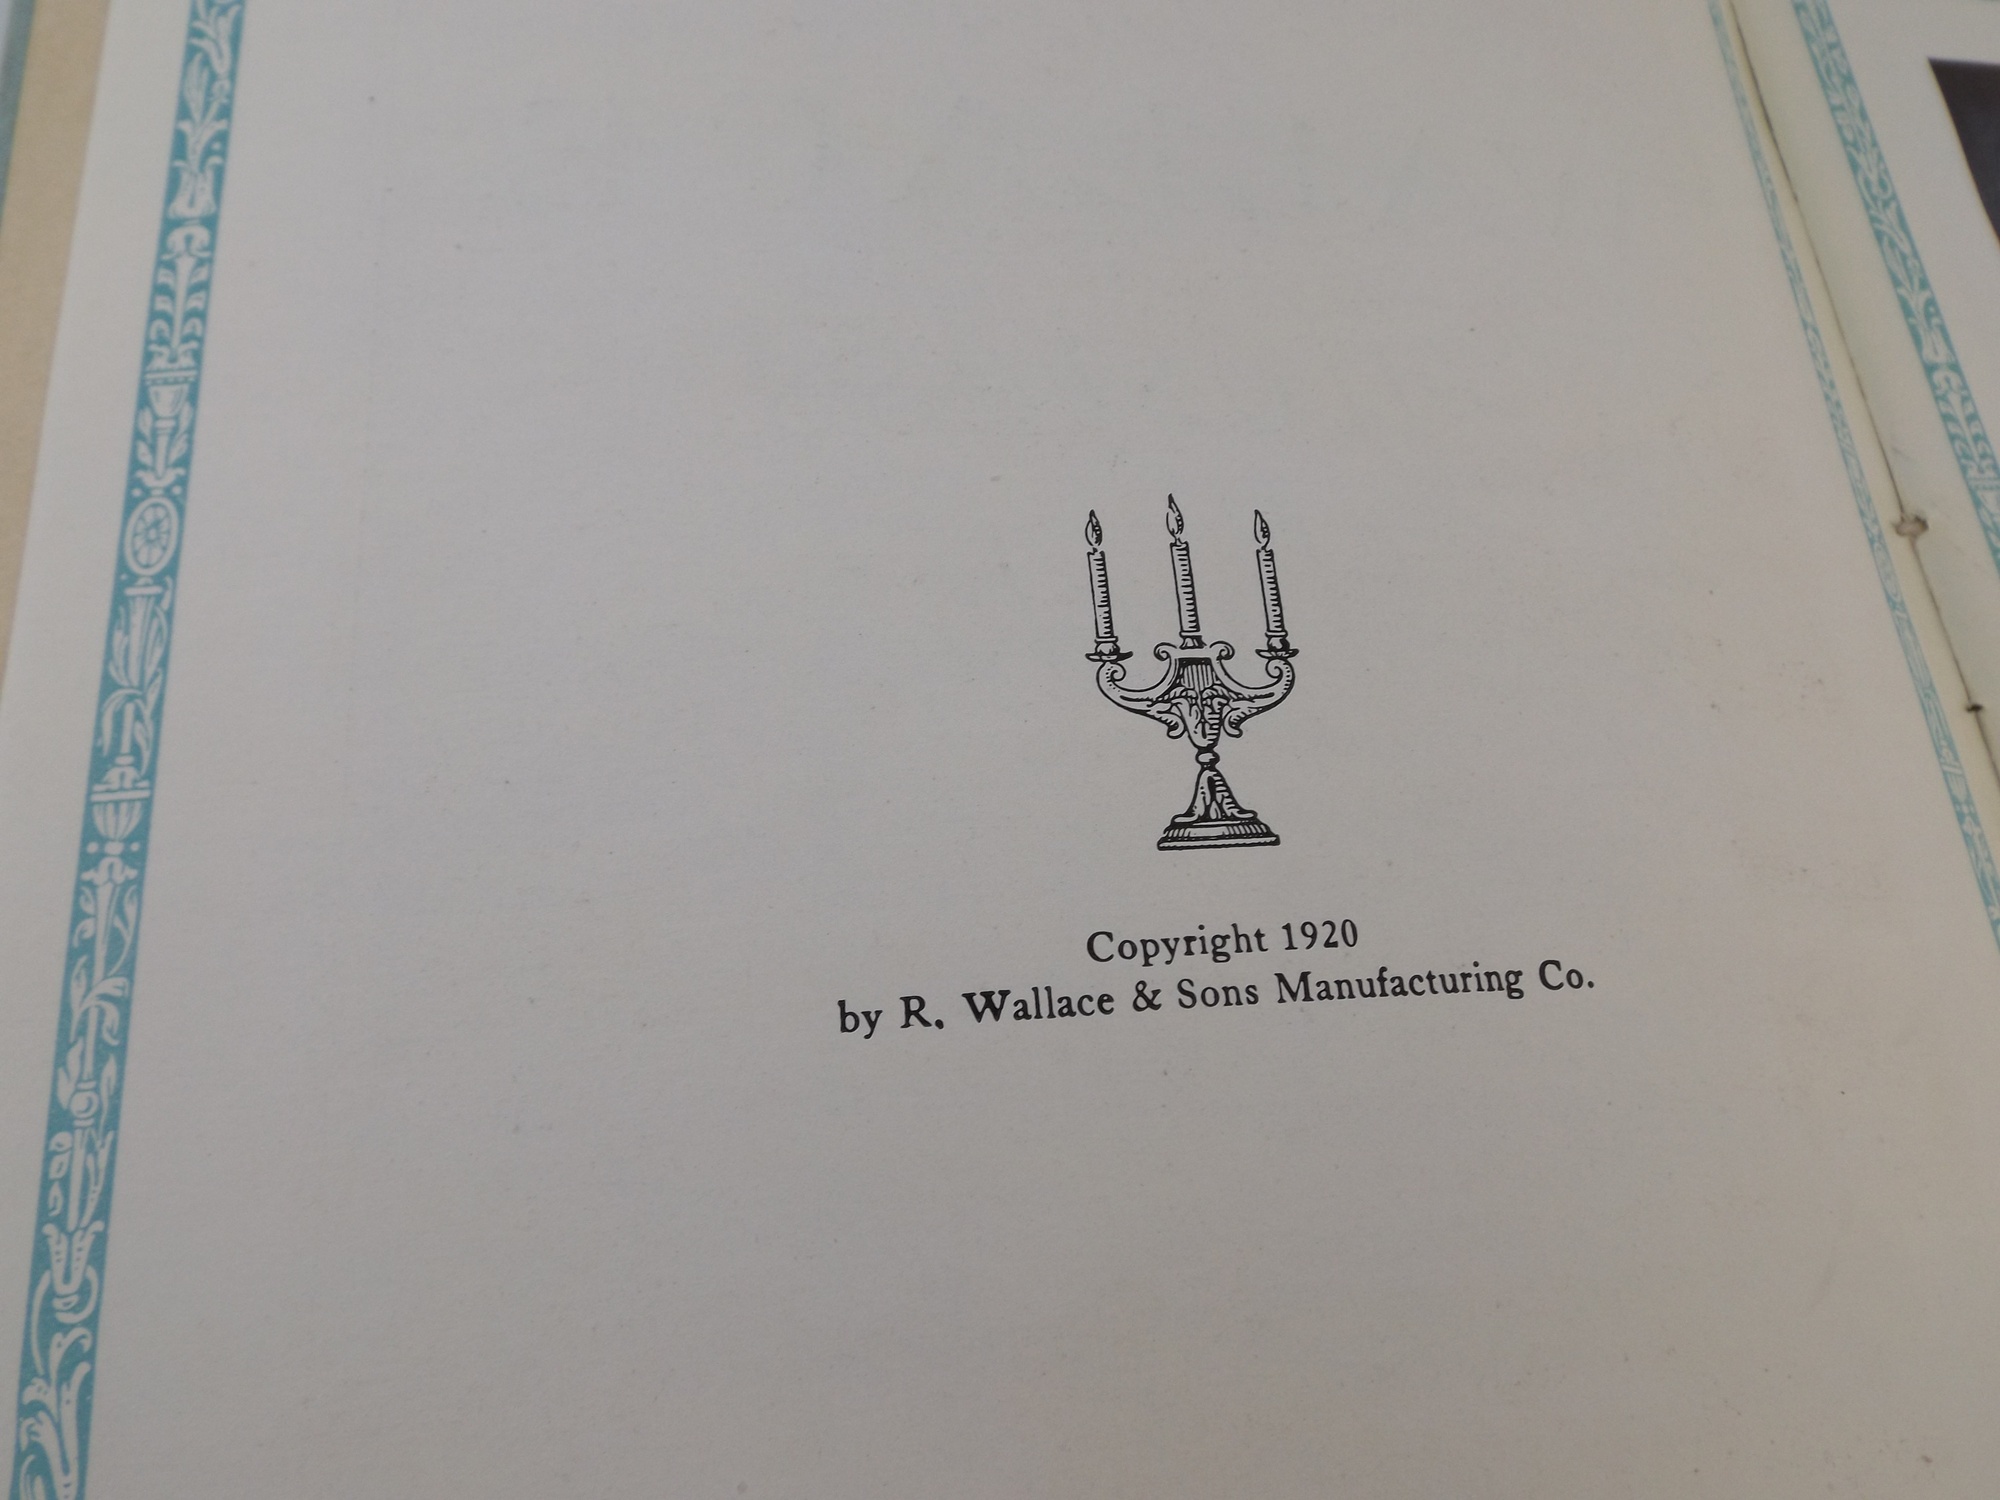 Copyright 1920
by R. Wallace & Sons Manufacturing Co.